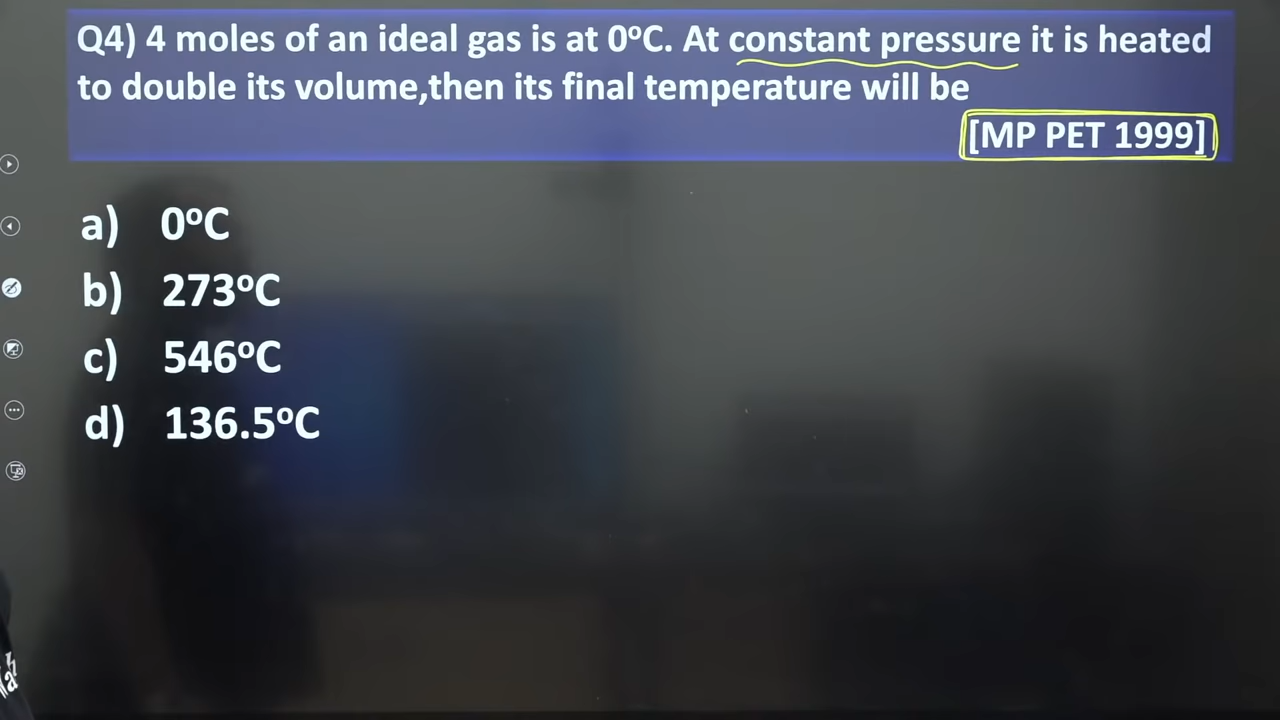 Q4) 4 moles of an ideal gas is at 0ºC. At constant pressure it is heated
to double its volume,then its final temperature will be
[MP PET 1999]
a) 0ºC
b) 273ºC
c) 546ºC
d) 136.5ºC